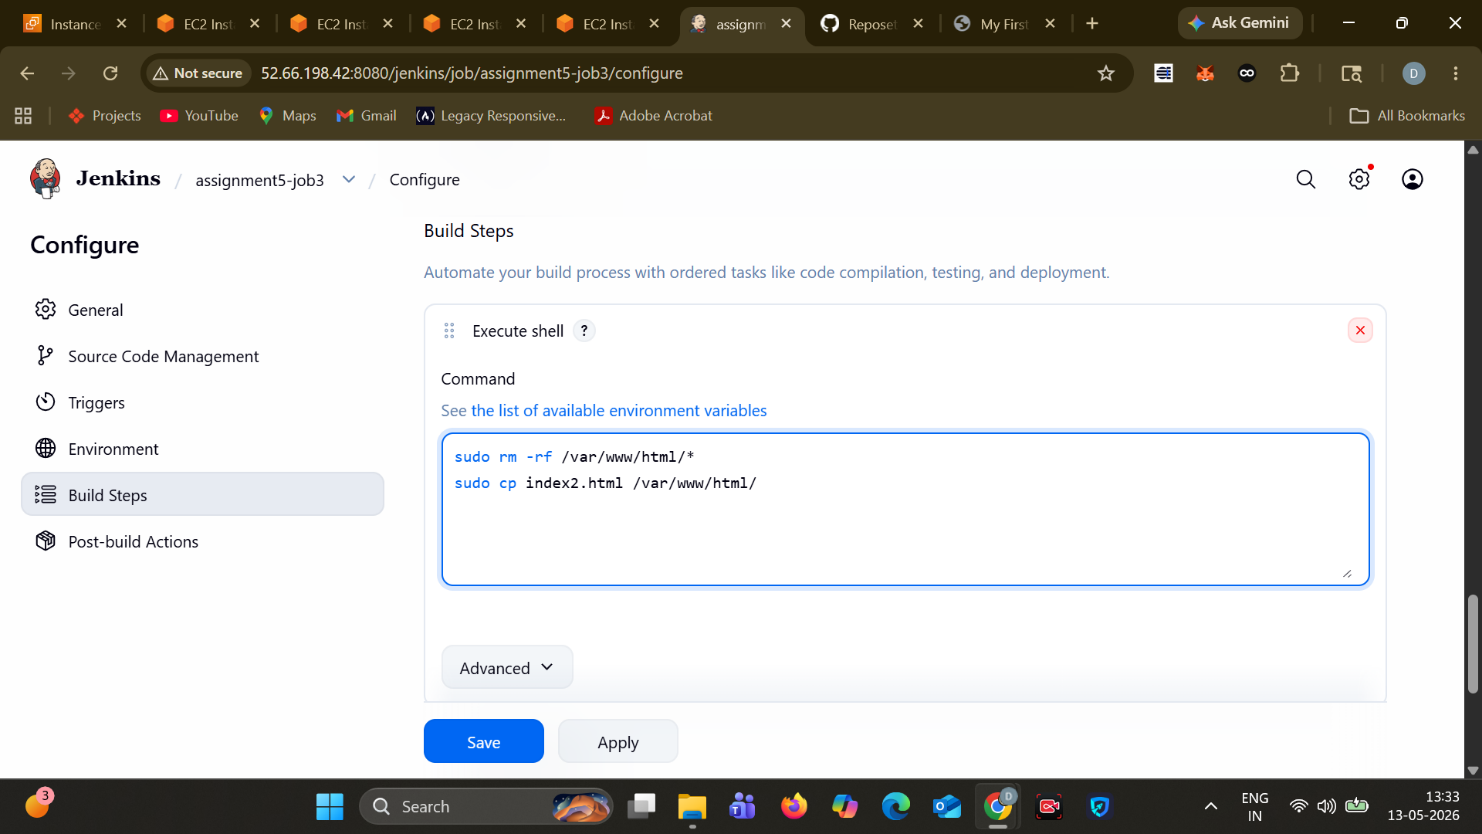 Instance
EC2 Inst
EC2 Inst
EC2 Inst
EC2 Inst
assignm
Reposet
My First
Ask Gemini
Not secure
52.66.198.42:8080/jenkins/job/assignment5-job3/configure
D
Projects
YouTube
Maps
Gmail
Legacy Responsive...
Adobe Acrobat
All Bookmarks
Jenkins / assignment5-job3 / Configure
Configure
General
Source Code Management
Triggers
Environment
Build Steps
Post-build Actions
Build Steps
Automate your build process with ordered tasks like code compilation, testing, and deployment.
Execute shell ?
Command
See the list of available environment variables
sudo rm -rf /var/www/html/*
sudo cp index2.html /var/www/html/
Advanced
Save
Apply
3
Search
D
ENG
IN
13:33
13-05-2026